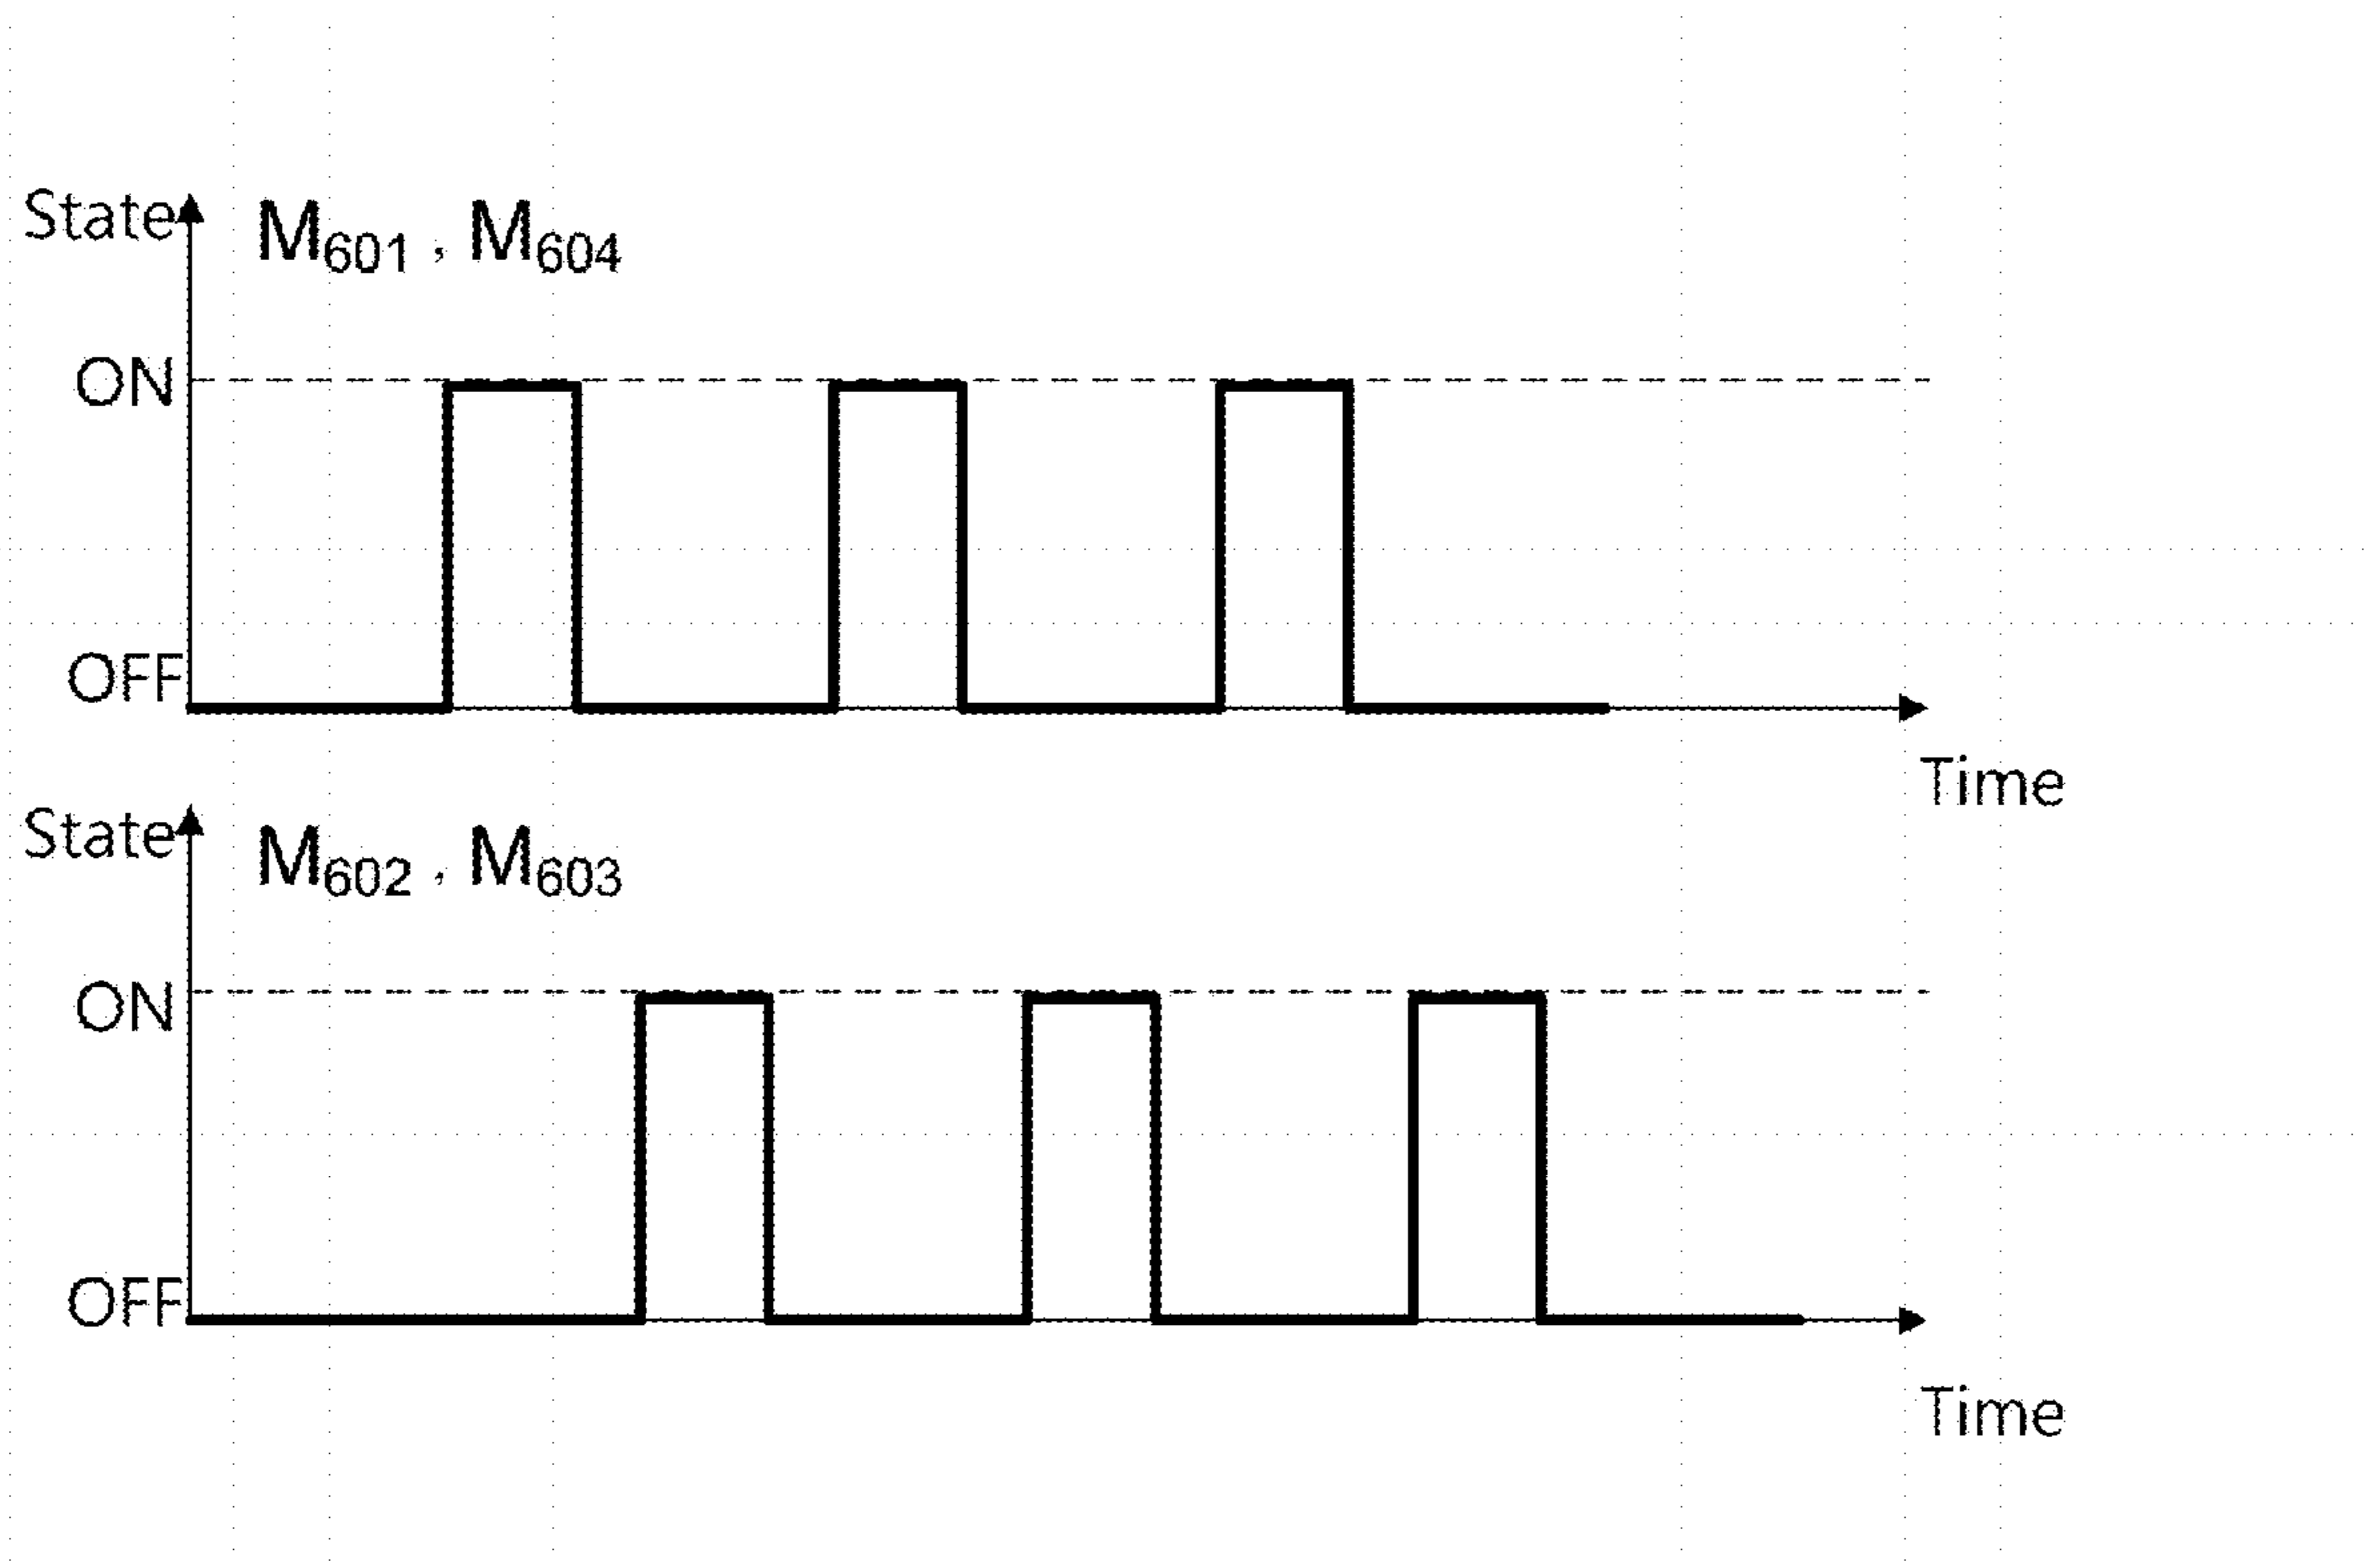 State M₆₀₁ , M₆₀₄
ON
OFF
Time
State M₆₀₂ , M₆₀₃
ON
OFF
Time